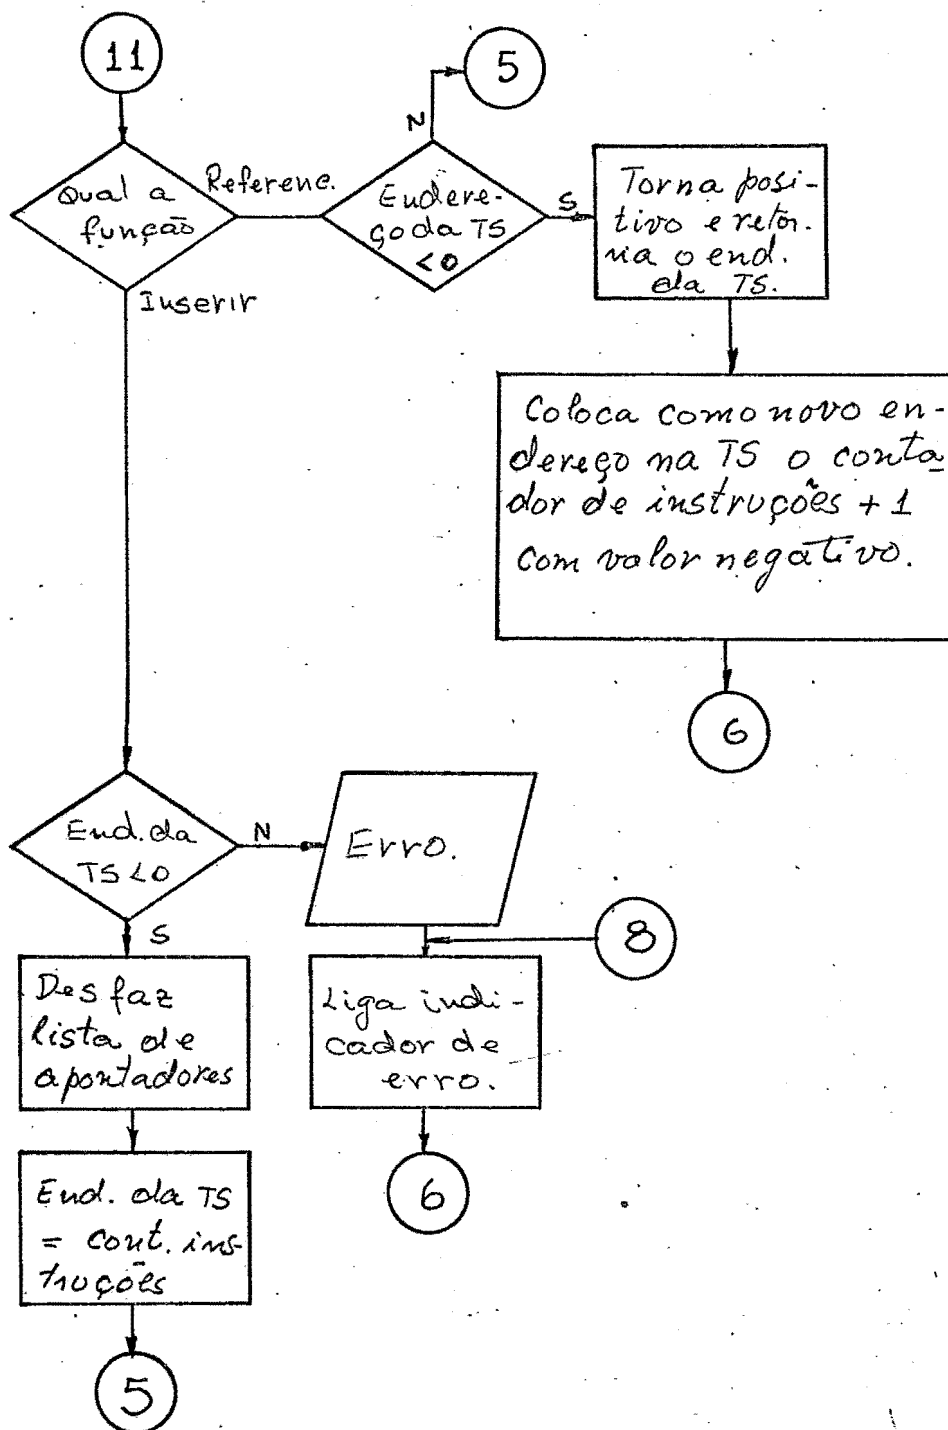 11
5
N
Qual a
função
Referenc.
Endere-
ço da TS
<0
S
Torna posi-
tivo e retor-
na o end.
da TS.
Inserir
Coloca como novo en-
dereço na TS o conta-
dor de instruções + 1
com valor negativo.
6
End. da
TS <0
N
Erro.
S
8
Desfaz
lista de
apontadores
Liga indi-
cador de
erro.
End. da TS
= cont. ins-
truções
6
5